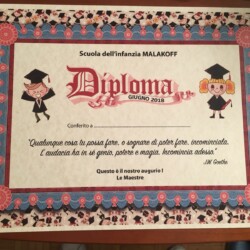 Scuola dell'infanzia MALAKOFF
Diploma
GIUGNO 2018
Conferito a
"Qualunque cosa tu possa fare, o sognare di poter fare, incominciala.
L'audacia ha in sé genio, potere e magia. Incomincia adesso."
J.W. Goethe
Questo è il nostro augurio !
Le Maestre